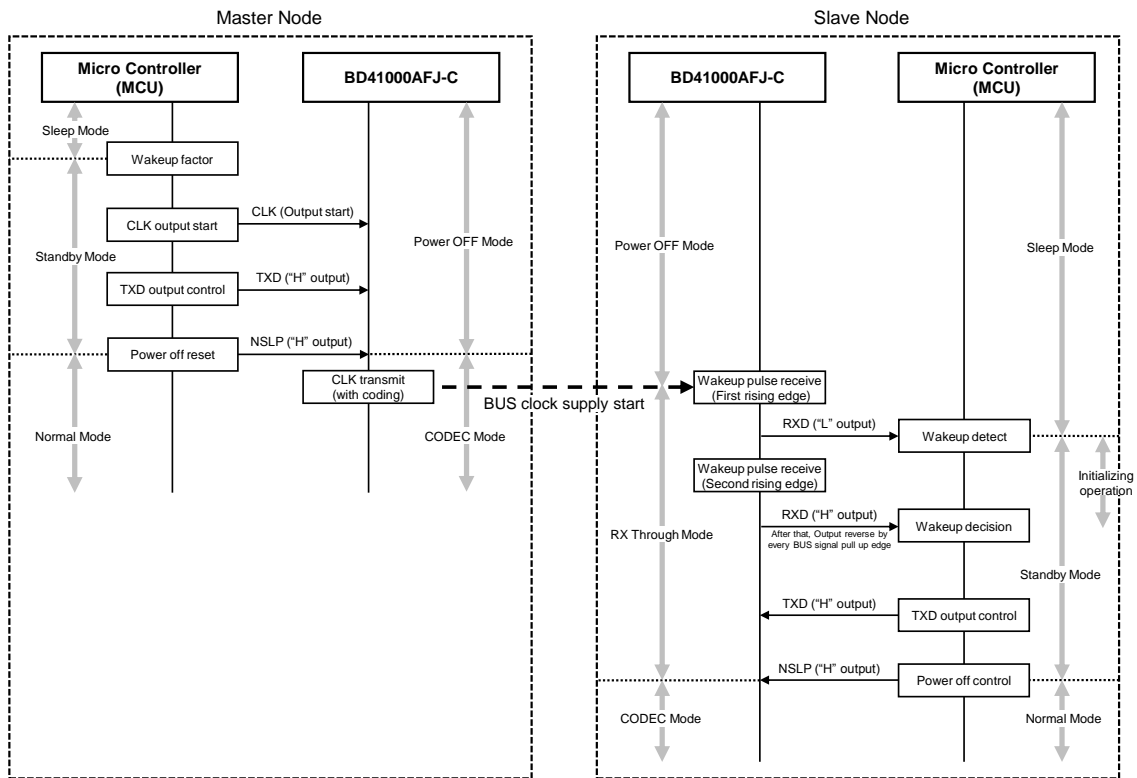 Master Node
Slave Node
Micro Controller
(MCU)
BD41000AFJ-C
BD41000AFJ-C
Micro Controller
(MCU)
Sleep Mode
Wakeup factor
CLK output start
CLK (Output start)
Standby Mode
Power OFF Mode
TXD output control
TXD (“H” output)
Power off reset
NSLP (“H” output)
CLK transmit
(with coding)
BUS clock supply start
Normal Mode
CODEC Mode
Power OFF Mode
Sleep Mode
Wakeup pulse receive
(First rising edge)
RXD (“L” output)
Wakeup detect
Wakeup pulse receive
(Second rising edge)
Initializing
operation
RX Through Mode
RXD (“H” output)
After that, Output reverse by
every BUS signal pull up edge
Wakeup decision
Standby Mode
TXD (“H” output)
TXD output control
NSLP (“H” output)
Power off control
CODEC Mode
Normal Mode